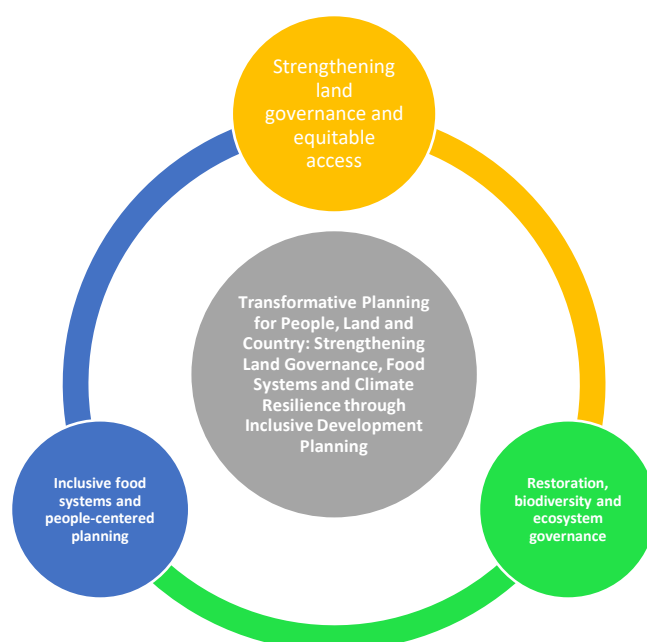 Strengthening
land
governance and
equitable
access
Transformative Planning
for People, Land and
Country: Strengthening
Land Governance, Food
Systems and Climate
Resilience through
Inclusive Development
Planning
Inclusive food
systems and
people-centered
planning
Restoration,
biodiversity and
ecosystem
governance